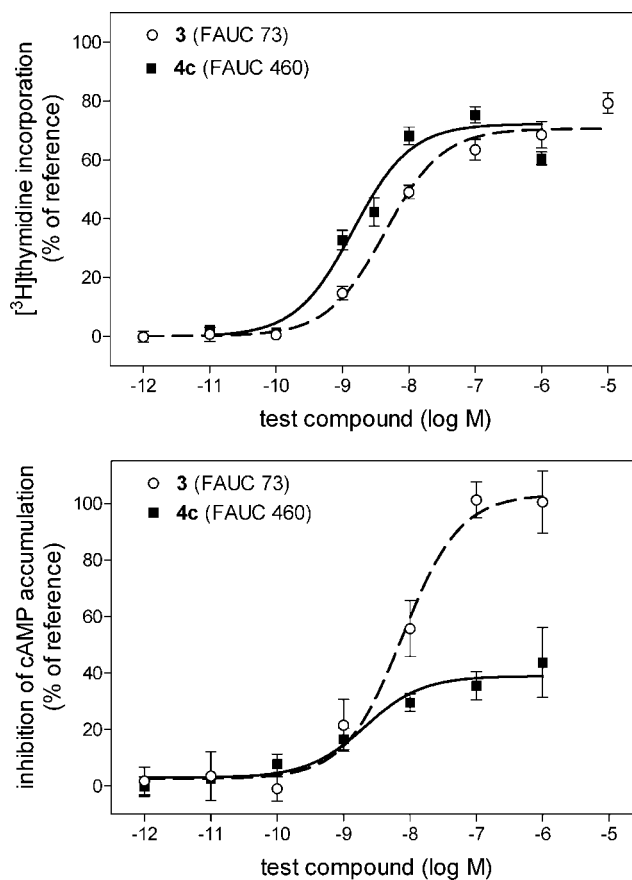 3 (FAUC 73)
4c (FAUC 460)
[³H]thymidine incorporation
(% of reference)
100
80
60
40
20
0
-12 -11 -10 -9 -8 -7 -6 -5
test compound (log M)
3 (FAUC 73)
4c (FAUC 460)
inhibition of cAMP accumulation
(% of reference)
100
80
60
40
20
0
-12 -11 -10 -9 -8 -7 -6 -5
test compound (log M)